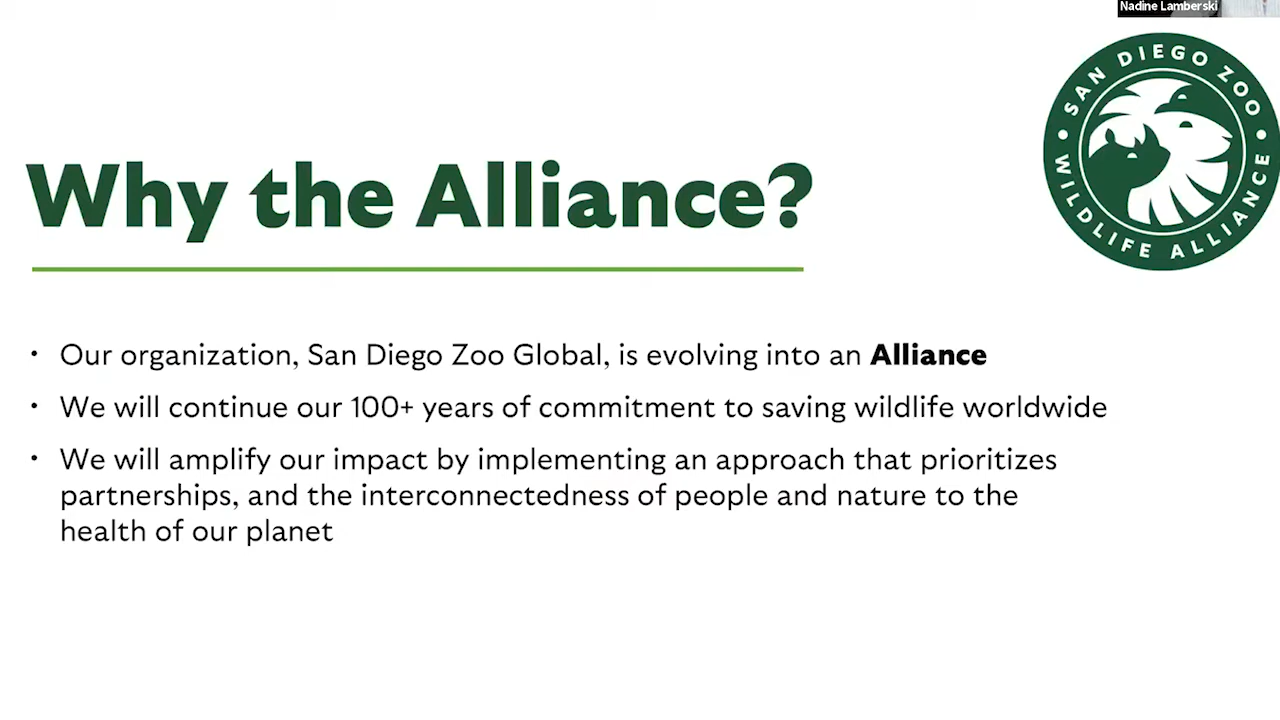 Nadine Lamberski
SAN DIEGO ZOO
WILDLIFE ALLIANCE
Why the Alliance?
• Our organization, San Diego Zoo Global, is evolving into an Alliance
• We will continue our 100+ years of commitment to saving wildlife worldwide
• We will amplify our impact by implementing an approach that prioritizes
partnerships, and the interconnectedness of people and nature to the
health of our planet